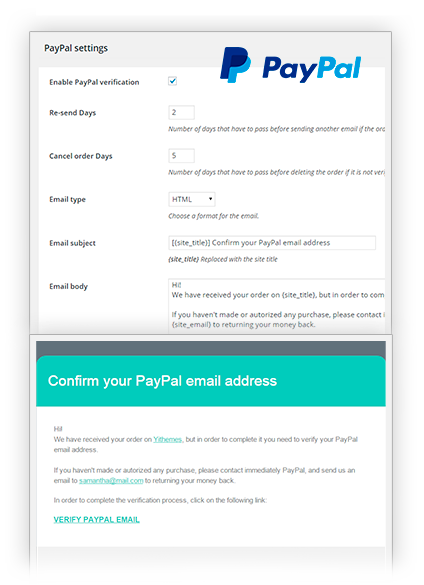 PayPal settings
PayPal
Enable PayPal verification
Re-send Days
2
Number of days that have to pass before sending another email if the
Cancel order Days
5
Number of days that have to pass before deleting the order if it is not
Email type
HTML
Choose a format for the email.
Email subject
[{site_title}] Confirm your PayPal email address
{site_title} Replaced with the site title
Email body
Hi!
We have received your order on {site_title}, but in order to com
If you haven't made or autorized any purchase, please contact
{site_email} to returning your money back.
Confirm your PayPal email address
Hi!
We have received your order on Yithemes, but in order to complete it you need to verify your PayPal
email address.
If you haven't made or autorized any purchase, please contact immediately PayPal, and send us an
email to samantha@mail.com to returning your money back.
In order to complete the verification process, click on the following link:
VERIFY PAYPAL EMAIL